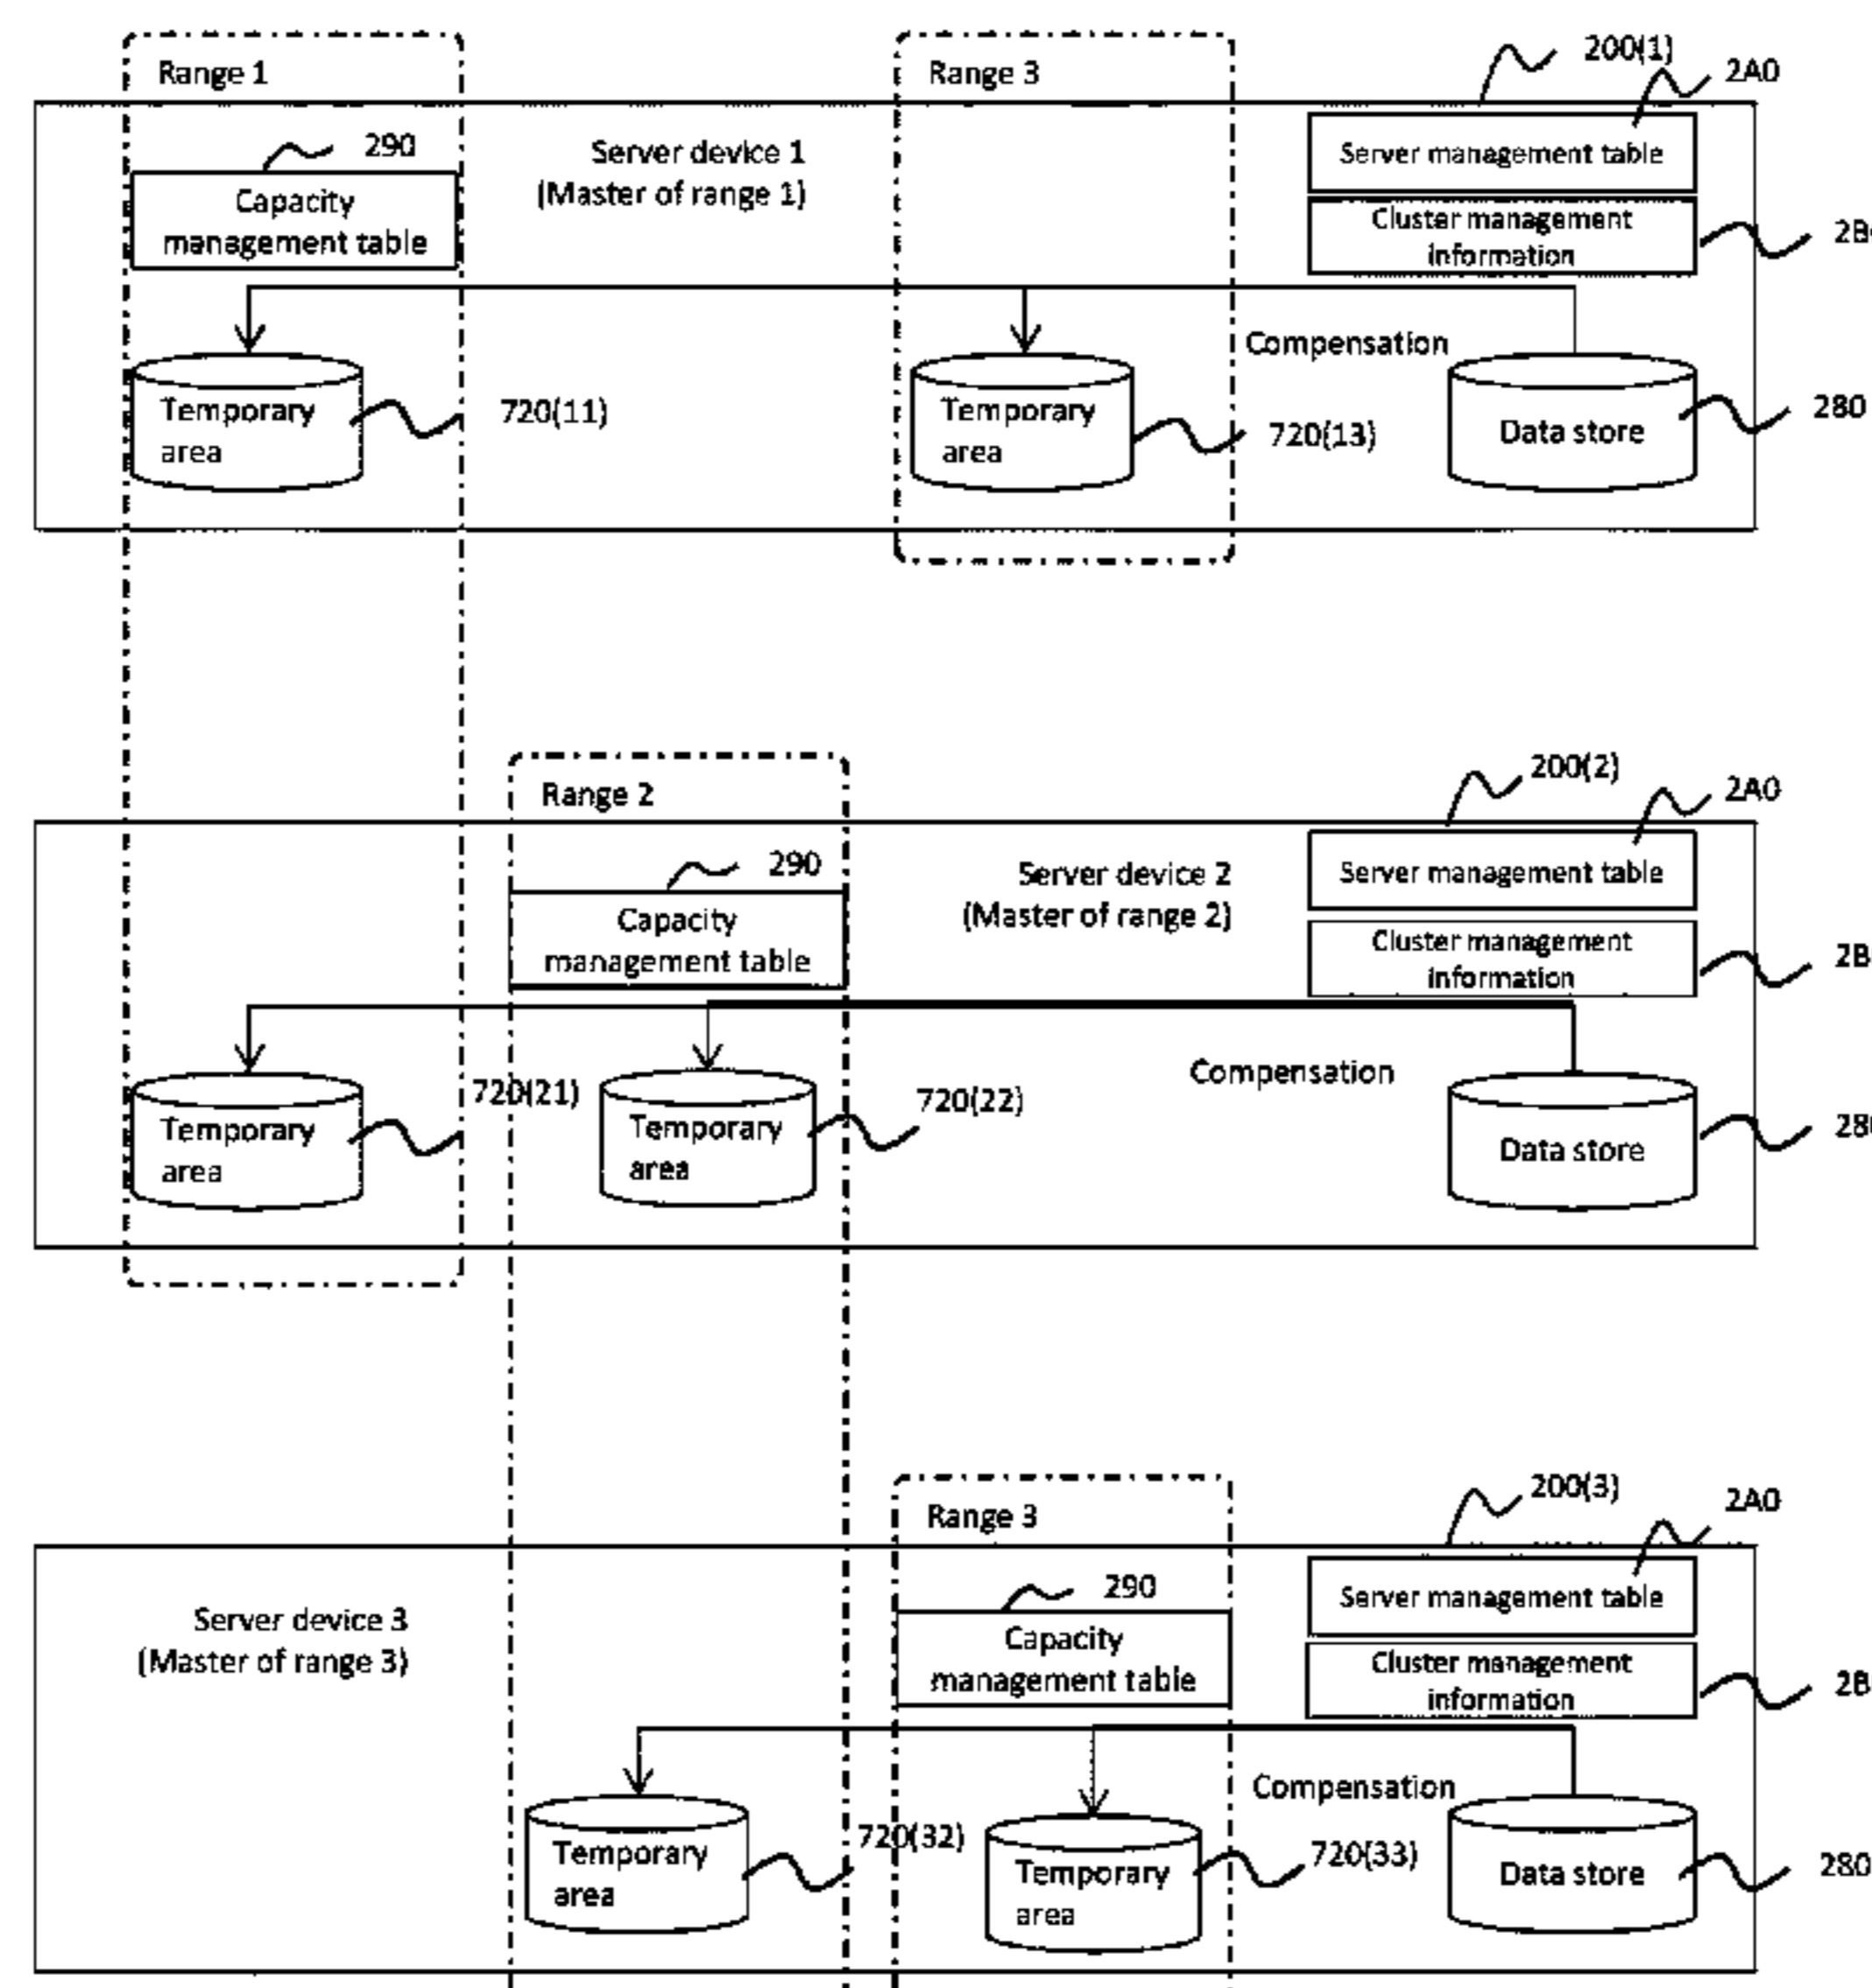 Range 1
Range 3
200(1)
2A0
290
Server device 1
(Master of range 1)
Server management table
Capacity
management table
Cluster management
information
2B
Compensation
Temporary
area
720(11)
Temporary
area
720(13)
Data store
280
Range 2
200(2)
2A0
290
Server device 2
(Master of range 2)
Server management table
Capacity
management table
Cluster management
information
2B
Compensation
720(21)
720(22)
Temporary
area
Temporary
area
Data store
28
Range 3
200(3)
2A0
290
Server device 3
(Master of range 3)
Server management table
Capacity
management table
Cluster management
information
2B
Compensation
720(32)
720(33)
Temporary
area
Temporary
area
Data store
280